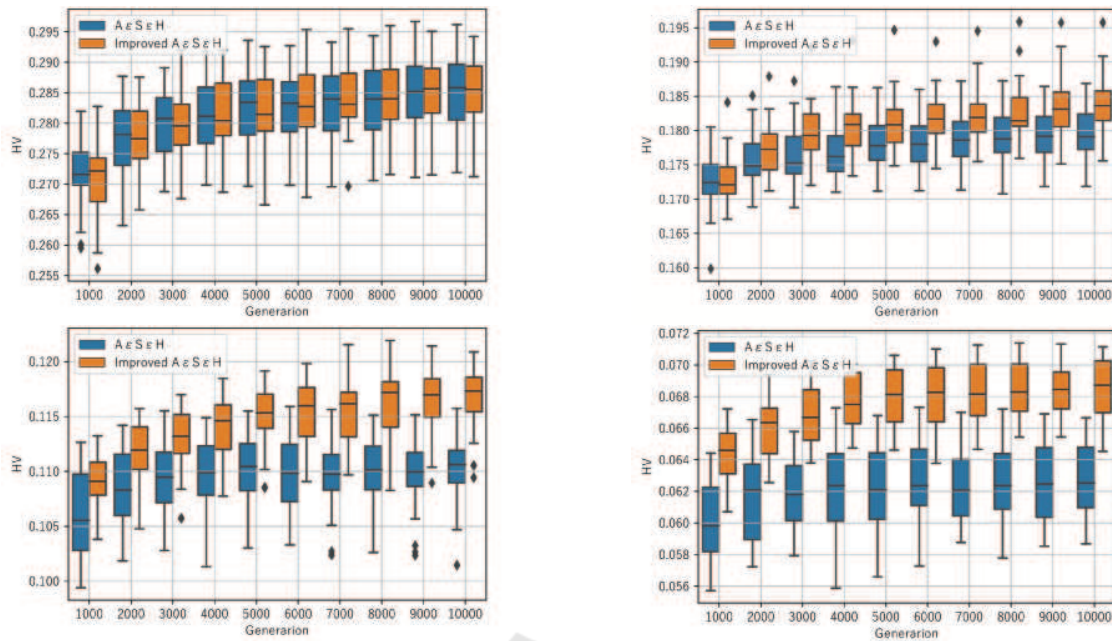 AεSεH
Improved AεSεH
HV
0.295
0.290
0.285
0.280
0.275
0.270
0.265
0.260
0.255
1000 2000 3000 4000 5000 6000 7000 8000 9000 10000
Generarion
AεSεH
Improved AεSεH
HV
0.195
0.190
0.185
0.180
0.175
0.170
0.165
0.160
1000 2000 3000 4000 5000 6000 7000 8000 9000 10000
Generarion
AεSεH
Improved AεSεH
HV
0.120
0.115
0.110
0.105
0.100
1000 2000 3000 4000 5000 6000 7000 8000 9000 10000
Generarion
AεSεH
Improved AεSεH
HV
0.072
0.070
0.068
0.066
0.064
0.062
0.060
0.058
0.056
1000 2000 3000 4000 5000 6000 7000 8000 9000 10000
Generarion